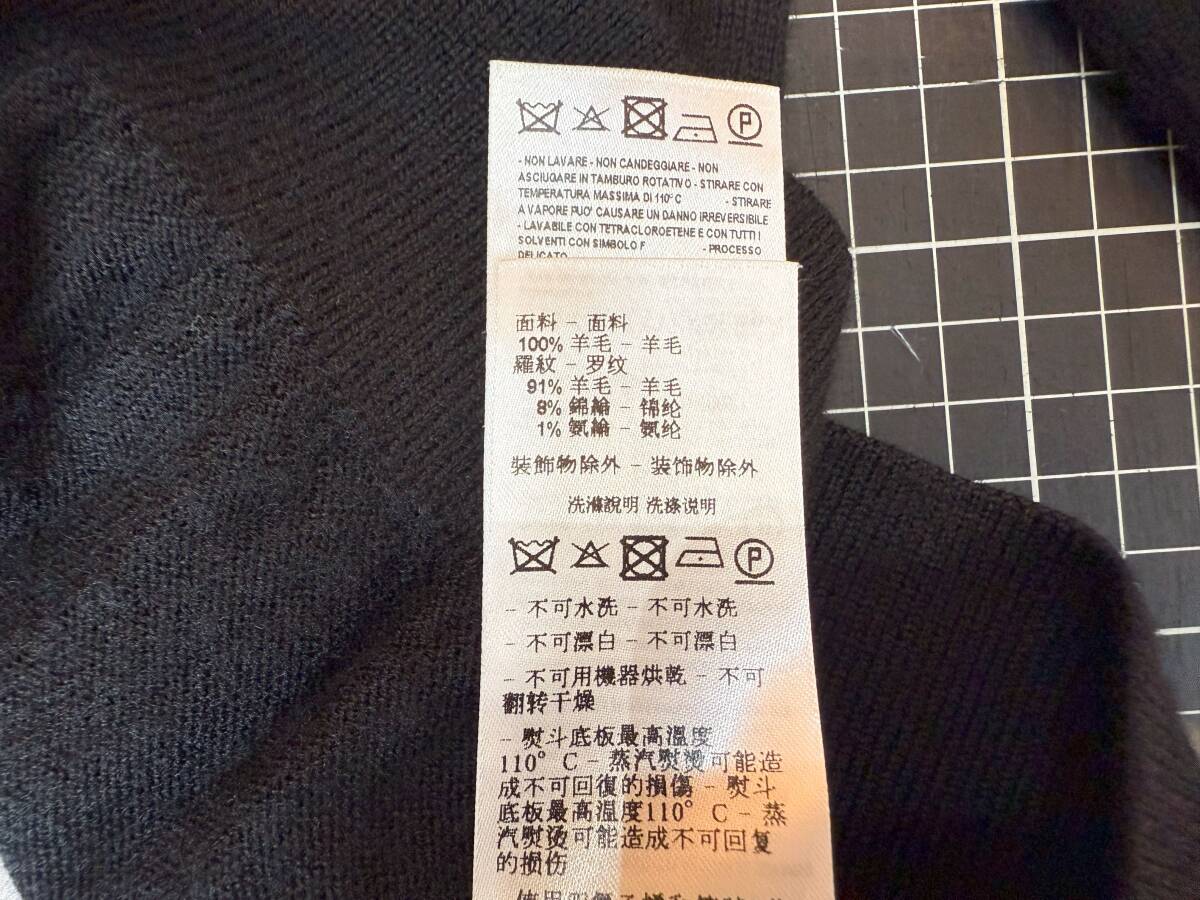 P
- NON LAVARE - NON CANDEGGIARE - NON
ASCIUGARE IN TAMBURO ROTATIVO - STIRARE CON
TEMPERATURA MASSIMA DI 110° C - STIRARE
A VAPORE PUO' CAUSARE UN DANNO IRREVERSIBILE
- LAVABILE CON TETRACLOROETENE E CON TUTTI I
SOLVENTI CON SIMBOLO F - PROCESSO
DELICATO
面料 - 面料
100% 羊毛 - 羊毛
羅紋 - 罗纹
91% 羊毛 - 羊毛
8% 錦綸 - 锦纶
1% 氨綸 - 氨纶
裝飾物除外 - 装饰物除外
洗滌說明 洗涤说明
P
- 不可水洗 - 不可水洗
- 不可漂白 - 不可漂白
- 不可用機器烘乾 - 不可
翻转干燥
- 熨斗底板最高溫度
110° C - 蒸汽熨燙可能造
成不可回復的損傷 - 熨斗
底板最高温度110° C - 蒸
汽熨烫可能造成不可回复
的损伤